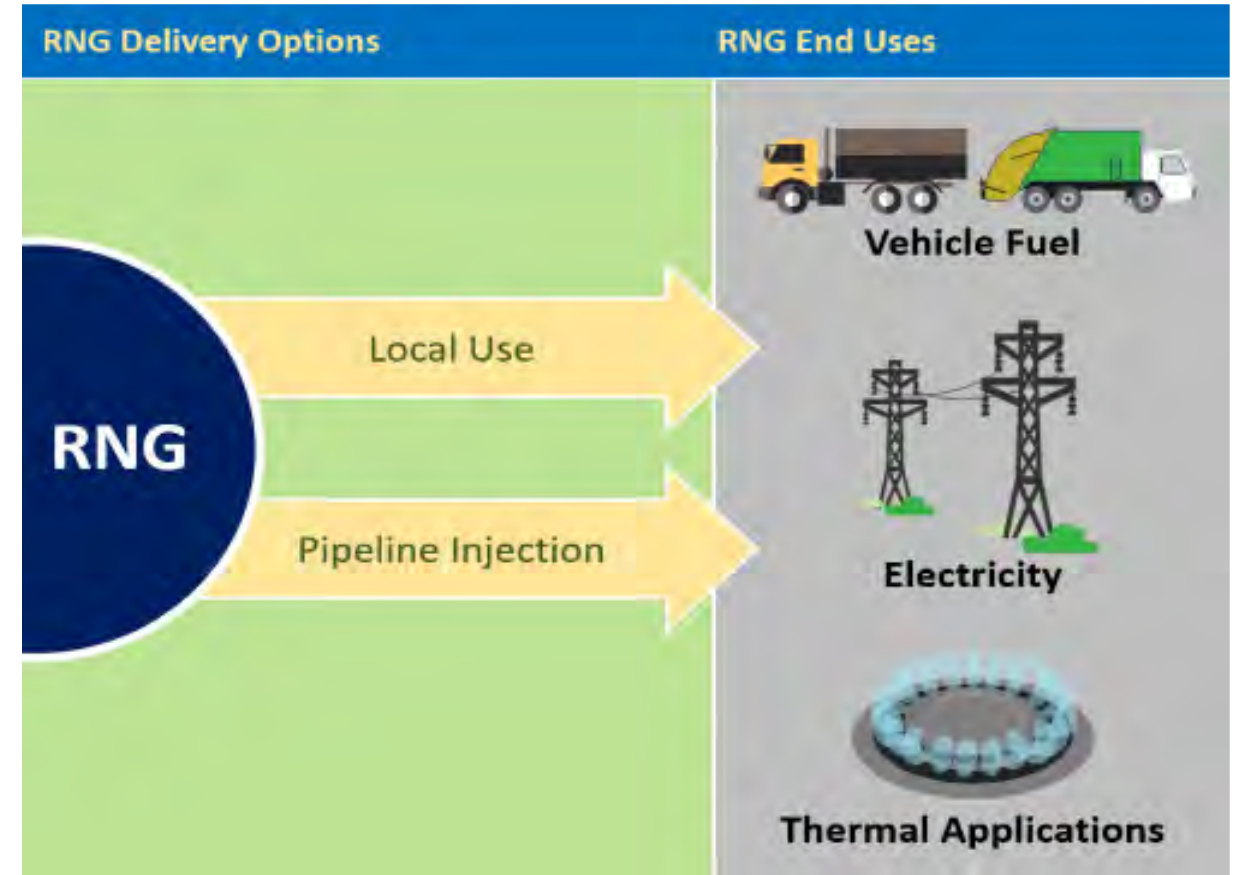 RNG Delivery Options
RNG End Uses
RNG
Local Use
Pipeline Injection
Vehicle Fuel
Electricity
Thermal Applications